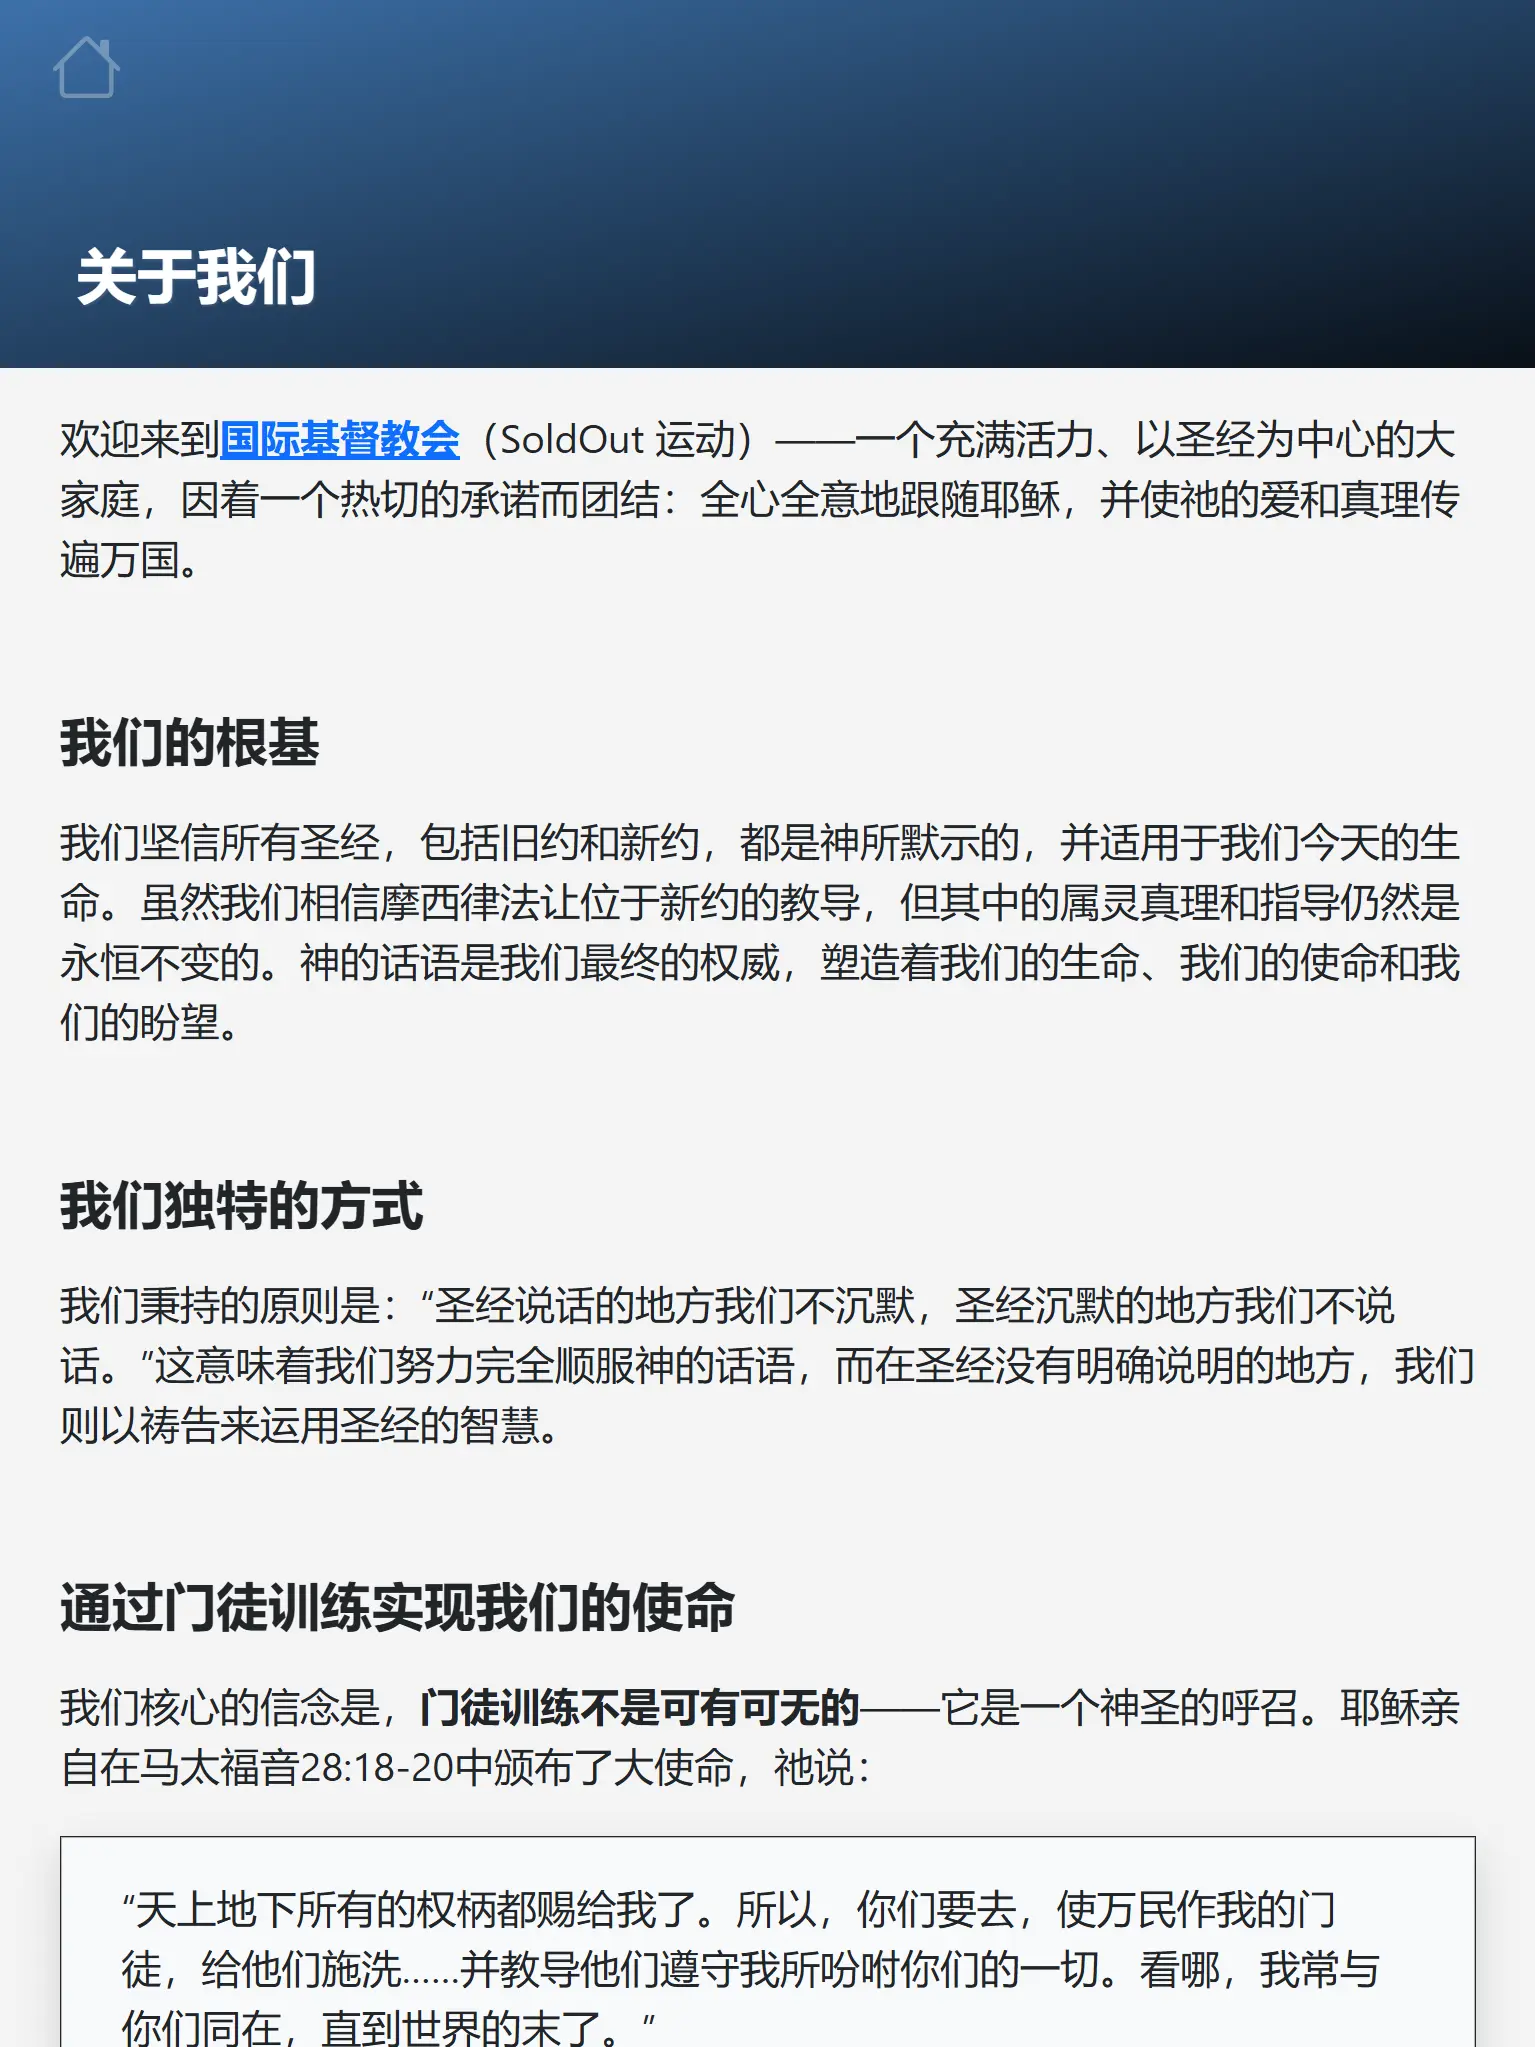 关于我们
欢迎来到国际基督教会（SoldOut 运动）——一个充满活力、以圣经为中心的大
家庭，因着一个热切的承诺而团结：全心全意地跟随耶稣，并使祂的爱和真理传
遍万国。
我们的根基
我们坚信所有圣经，包括旧约和新约，都是神所默示的，并适用于我们今天的生
命。虽然我们相信摩西律法让位于新约的教导，但其中的属灵真理和指导仍然是
永恒不变的。神的话语是我们最终的权威，塑造着我们的生命、我们的使命和我
们的盼望。
我们独特的方式
我们秉持的原则是：“圣经说话的地方我们不沉默，圣经沉默的地方我们不说
话。”这意味着我们努力完全顺服神的话语，而在圣经没有明确说明的地方，我们
则以祷告来运用圣经的智慧。
通过门徒训练实现我们的使命
我们核心的信念是，门徒训练不是可有可无的——它是一个神圣的呼召。耶稣亲
自在马太福音28:18-20中颁布了大使命，祂说：
“天上地下所有的权柄都赐给我了。所以，你们要去，使万民作我的门
徒，给他们施洗……并教导他们遵守我所吩咐你们的一切。看哪，我常与
你们同在，直到世界的末了。”